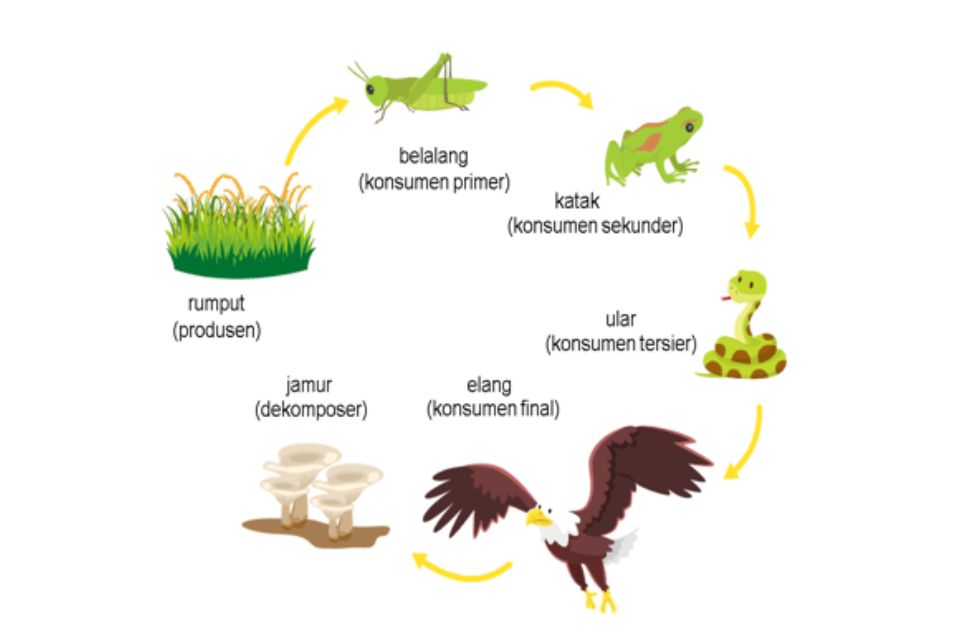 belalang
(konsumen primer)
katak
(konsumen sekunder)
rumput
(produsen)
ular
(konsumen tersier)
jamur
(dekomposer)
elang
(konsumen final)